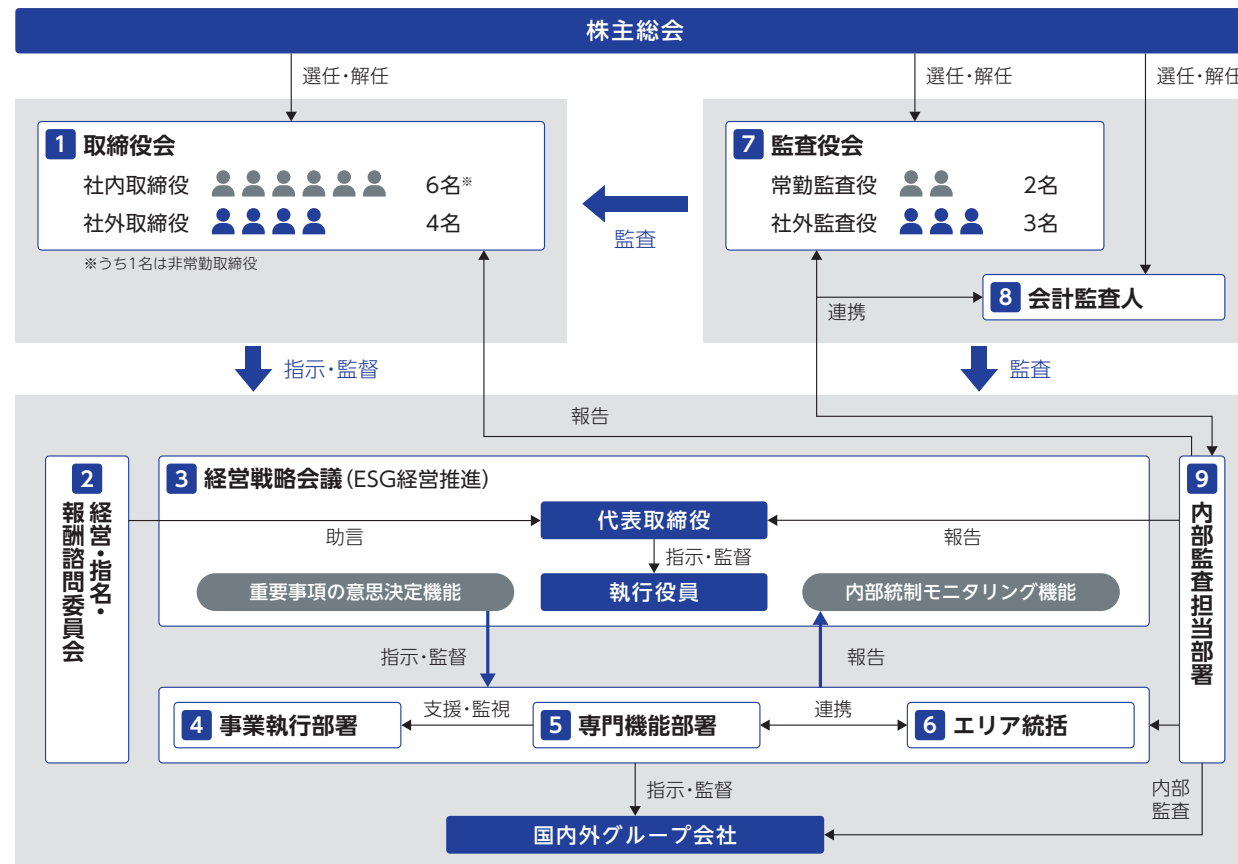 株主総会
選任・解任
選任・解任
選任・解任
1 取締役会
社内取締役 6名※
社外取締役 4名
※うち1名は非常勤取締役
監査
7 監査役会
常勤監査役 2名
社外監査役 3名
連携
8 会計監査人
指示・監督
監査
報告
2 経営・指名・
報酬諮問委員会
3 経営戦略会議(ESG経営推進)
代表取締役
助言
報告
指示・監督
重要事項の意思決定機能
執行役員
内部統制モニタリング機能
9 内部監査担当部署
指示・監督
報告
4 事業執行部署
支援・監視
5 専門機能部署
連携
6 エリア統括
指示・監督
内部
監査
国内外グループ会社